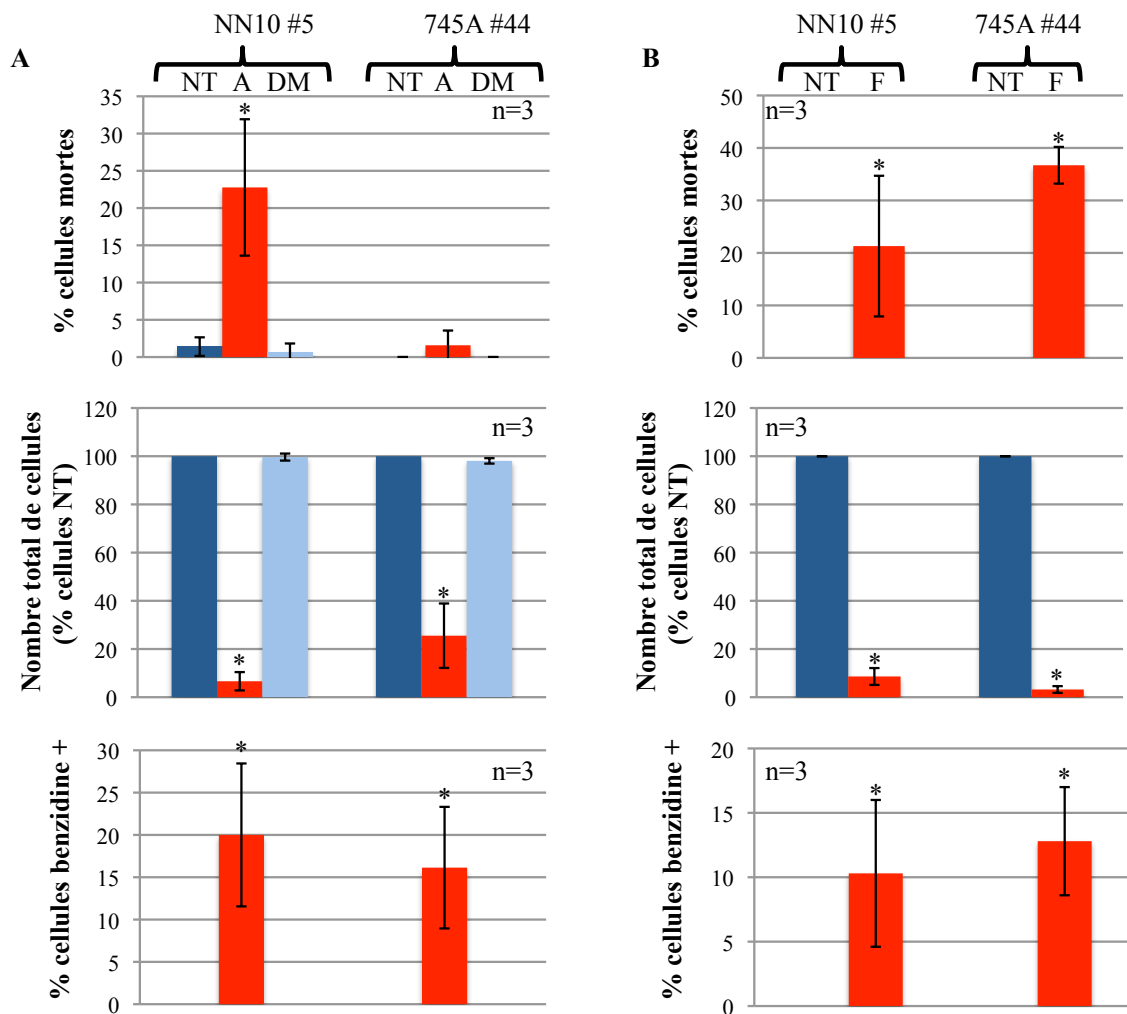 A
NN10 #5
745A #44
NT A DM
NT A DM
% cellules mortes
n=3
35
30
25
20
15
10
5
0
*
Nombre total de cellules
(% cellules NT)
n=3
120
100
80
60
40
20
0
*
*
% cellules benzidine +
n=3
30
25
20
15
10
5
0
*
*
B
NN10 #5
745A #44
NT F
NT F
% cellules mortes
n=3
50
40
30
20
10
0
*
*
Nombre total de cellules
(% cellules NT)
n=3
120
100
80
60
40
20
0
*
*
% cellules benzidine +
n=3
20
15
10
5
0
*
*